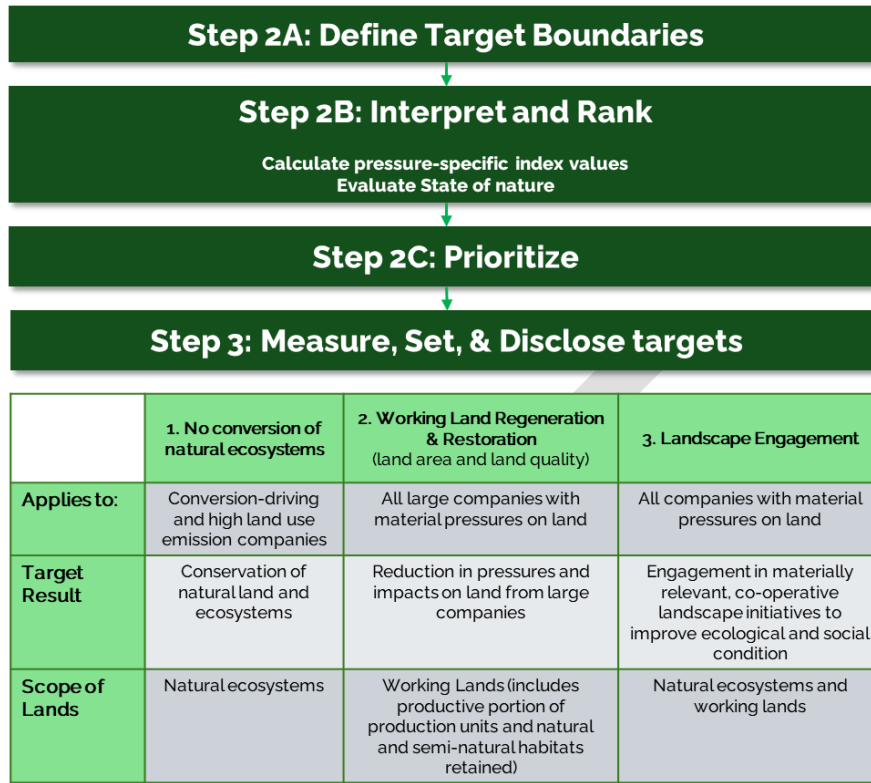 Step 2A: Define Target Boundaries
Step 2B: Interpret and Rank
Calculate pressure-specific index values
Evaluate State of nature
Step 2C: Prioritize
Step 3: Measure, Set, & Disclose targets
1. No conversion of
natural ecosystems
2. Working Land Regeneration
& Restoration
(land area and land quality)
3. Landscape Engagement
Applies to:
Conversion-driving
and high land use
emission companies
All large companies with
material pressures on land
All companies with material
pressures on land
Target
Result
Conservation of
natural land and
ecosystems
Reduction in pressures and
impacts on land from large
companies
Engagement in materially
relevant, co-operative
landscape initiatives to
improve ecological and social
condition
Scope of
Lands
Natural ecosystems
Working Lands (includes
productive portion of
production units and natural
and semi-natural habitats
retained)
Natural ecosystems and
working lands